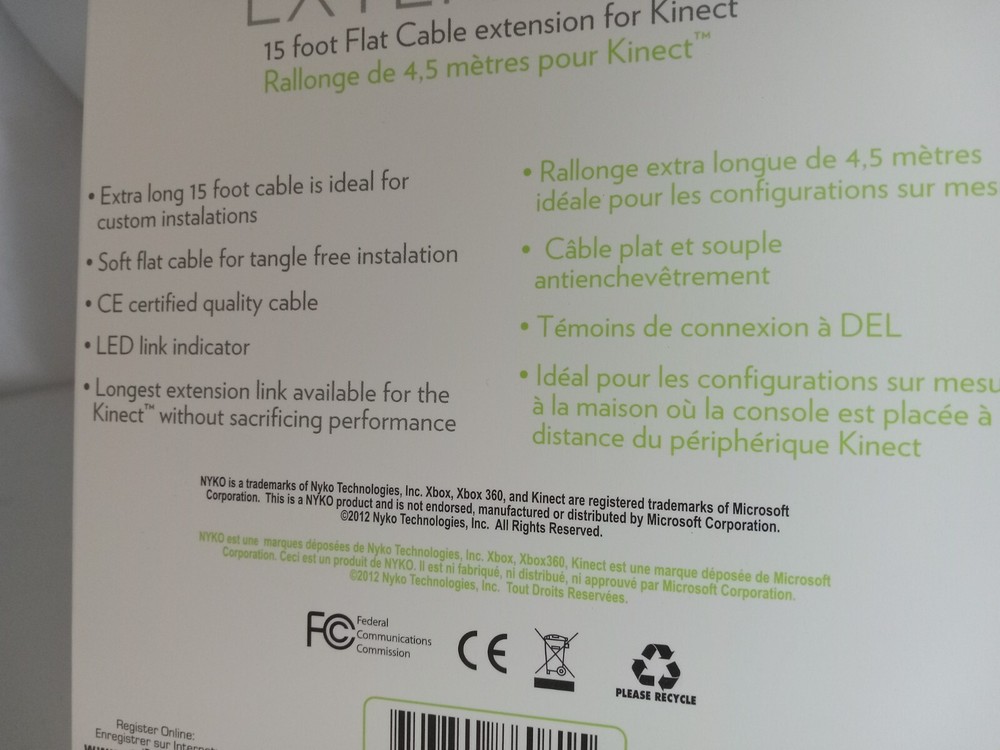 15 foot Flat Cable extension for Kinect
Rallonge de 4,5 mètres pour Kinect™
• Extra long 15 foot cable is ideal for
custom instalations
• Soft flat cable for tangle free instalation
• CE certified quality cable
• LED link indicator
• Longest extension link available for the
Kinect™ without sacrificing performance
• Rallonge extra longue de 4,5 mètres
idéale pour les configurations sur mes
• Câble plat et souple
antienchevêtrement
• Témoins de connexion à DEL
• Idéal pour les configurations sur mesu
à la maison où la console est placée à
distance du périphérique Kinect
NYKO is a trademarks of Nyko Technologies, Inc. Xbox, Xbox 360, and Kinect are registered trademarks of Microsoft
Corporation. This is a NYKO product and is not endorsed, manufactured or distributed by Microsoft Corporation.
©2012 Nyko Technologies, Inc. All Rights Reserved.
NYKO est une marques déposées de Nyko Technologies, Inc. Xbox, Xbox360, Kinect est une marque déposée de Microsoft
Corporation. Ceci est un produit de NYKO. Il est ni fabriqué, ni distribué, ni approuvé par Microsoft Corporation.
©2012 Nyko Technologies, Inc. Tout Droits Reservées.
FC Federal
Communications
Commission
CE
PLEASE RECYCLE
Register Online:
Enregistrer sur Internet